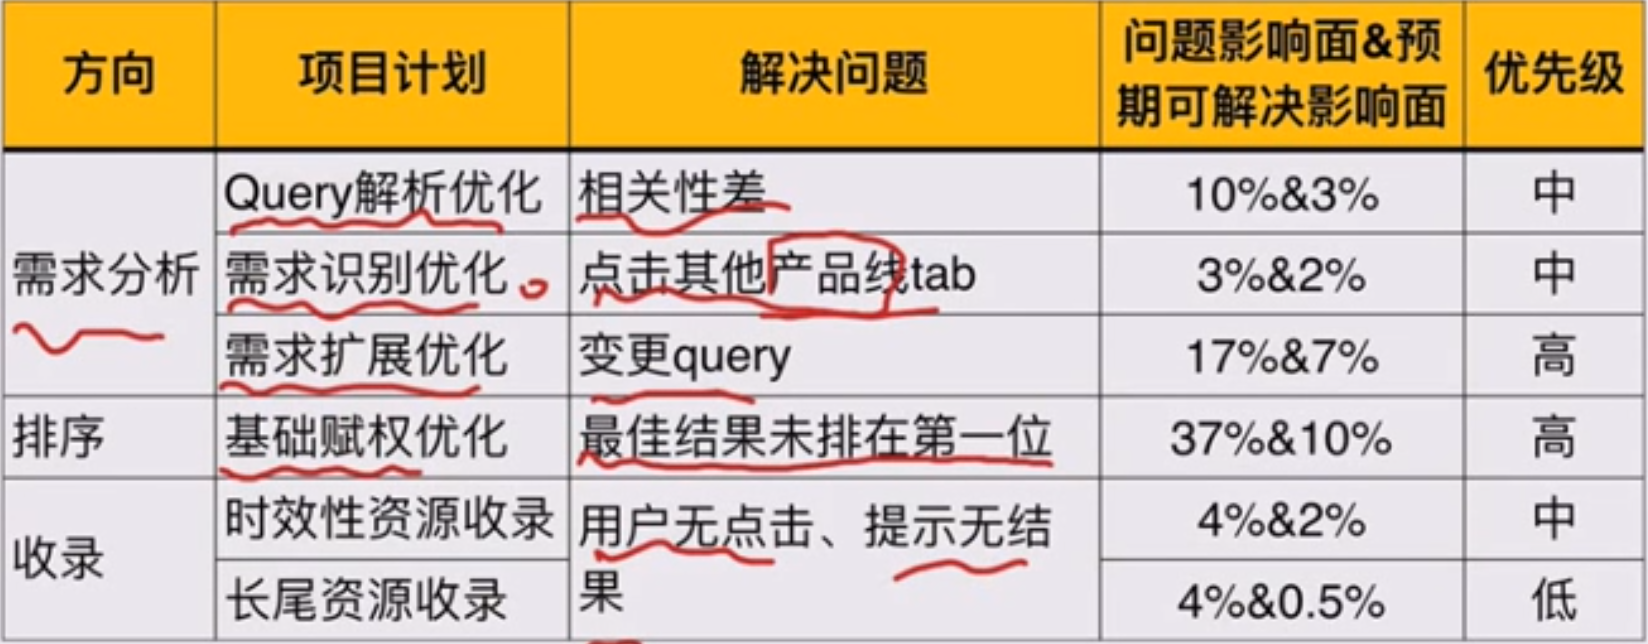 方向
项目计划
解决问题
问题影响面&预
期可解决影响面
优先级
需求分析
Query解析优化
相关性差
10%&3%
中
需求识别优化
点击其他产品线tab
3%&2%
中
需求扩展优化
变更query
17%&7%
高
排序
基础赋权优化
最佳结果未排在第一位
37%&10%
高
收录
时效性资源收录
用户无点击、提示无结
果
4%&2%
中
长尾资源收录
4%&0.5%
低